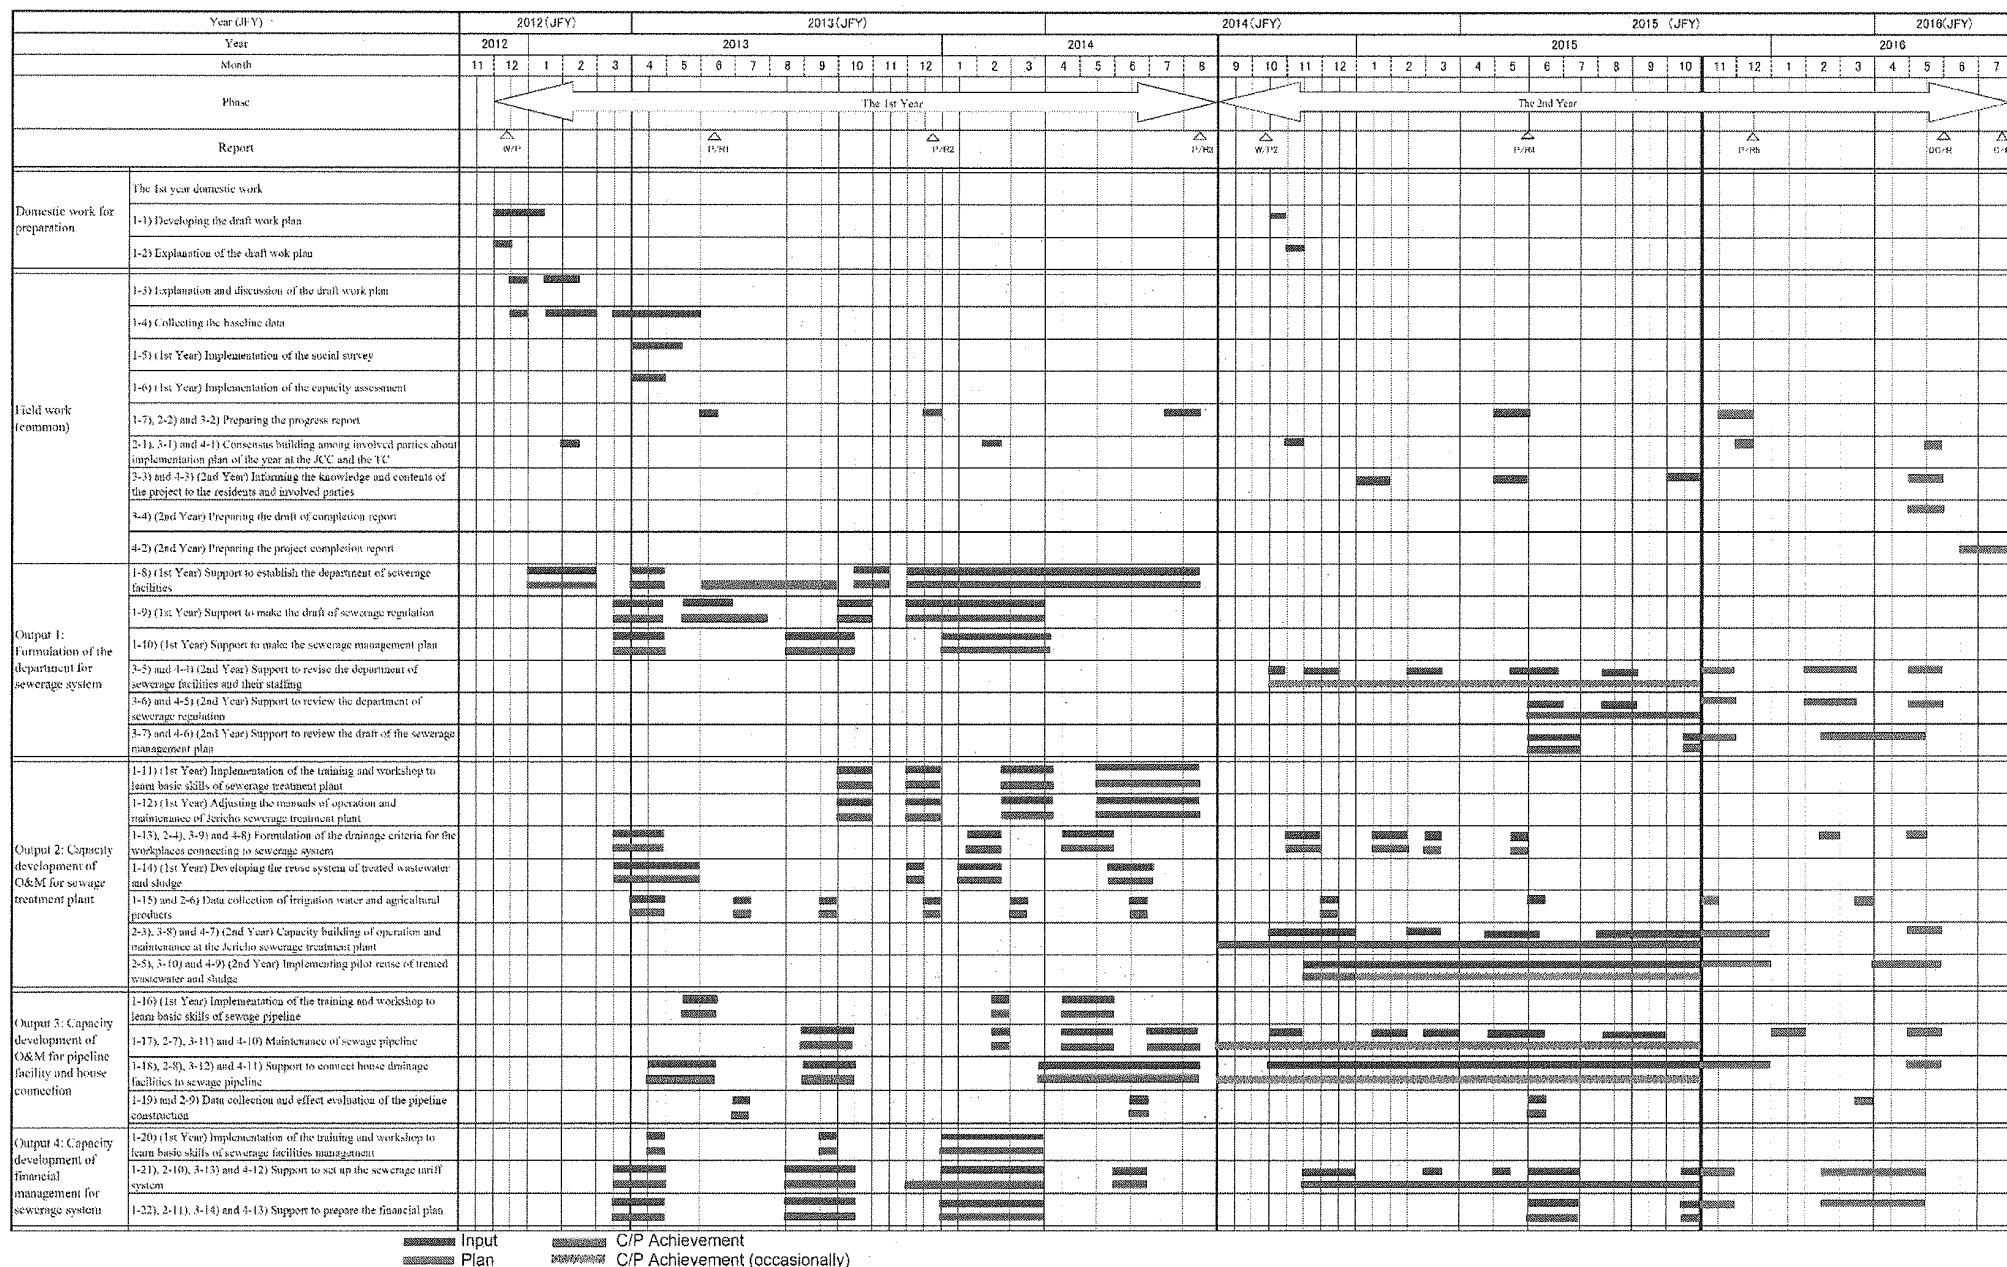 Year (JFY) 2012(JFY) 2013(JFY) 2014(JFY) 2015 (JFY) 2016(JFY)
Year 2012 2013 2014 2015 2016
Month 11 12 1 2 3 4 5 6 7 8 9 10 11 12 1 2 3 4 5 6 7 8 9 10 11 12 1 2 3 4 5 6 7 8 9 10 11 12 1 2 3 4 5 6 7
Phase The 1st Year The 2nd Year
Report W/P P/R1 P/R2 P/R3 W/P2 P/R4 P/R5 DC/R
Domestic work for
preparation
The 1st year domestic work
1-1) Developing the draft work plan
1-2) Explanation of the draft wok plan
Field work
(common)
1-3) Explanation and discussion of the draft work plan
1-4) Collecting the baseline data
1-5) (1st Year) Implementation of the social survey
1-6) (1st Year) Implementation of the capacity assessment
1-7), 2-2) and 3-2) Preparing the progress report
2-1), 3-1) and 4-1) Consensus building among involved parties about
implementation plan of the year at the JCC and the TC
3-3) and 4-3) (2nd Year) Informing the knowledge and contents of
the project to the residents and involved parties
3-4) (2nd Year) Preparing the draft of completion report
4-2) (2nd Year) Preparing the project completion report
Output 1:
Formulation of the
department for
sewerage system
1-8) (1st Year) Support to establish the department of sewerage
facilities
1-9) (1st Year) Support to make the draft of sewerage regulation
1-10) (1st Year) Support to make the sewerage management plan
3-5) and 4-4) (2nd Year) Support to revise the department of
sewerage facilities and their staffing
3-6) and 4-5) (2nd Year) Support to review the department of
sewerage regulation
3-7) and 4-6) (2nd Year) Support to review the draft of the sewerage
management plan
Output 2: Capacity
development of
O&M for sewage
treatment plant
1-11) (1st Year) Implementation of the training and workshop to
learn basic skills of sewerage treatment plant
1-12) (1st Year) Adjusting the manuals of operation and
maintenance of Jericho sewerage treatment plant
1-13), 2-4), 3-9) and 4-8) Formulation of the drainage criteria for the
workplaces connecting to sewerage system
1-14) (1st Year) Developing the reuse system of treated wastewater
and sludge
1-15) and 2-6) Data collection of irrigation water and agricultural
products
2-3), 3-8) and 4-7) (2nd Year) Capacity building of operation and
maintenance at the Jericho sewerage treatment plant
2-5), 3-10) and 4-9) (2nd Year) Implementing pilot reuse of treated
wastewater and sludge
Output 3: Capacity
development of
O&M for pipeline
facility and house
connection
1-16) (1st Year) Implementation of the training and workshop to
learn basic skills of sewage pipeline
1-17), 2-7), 3-11) and 4-10) Maintenance of sewage pipeline
1-18), 2-8), 3-12) and 4-11) Support to connect house drainage
facilities to sewage pipeline
1-19) and 2-9) Data collection and effect evaluation of the pipeline
construction
Output 4: Capacity
development of
financial
management for
sewerage system
1-20) (1st Year) Implementation of the training and workshop to
learn basic skills of sewerage facilities management
1-21), 2-10), 3-13) and 4-12) Support to set up the sewerage tariff
system
1-22), 2-11), 3-14) and 4-13) Support to prepare the financial plan
Input C/P Achievement
Plan C/P Achievement (occasionally)